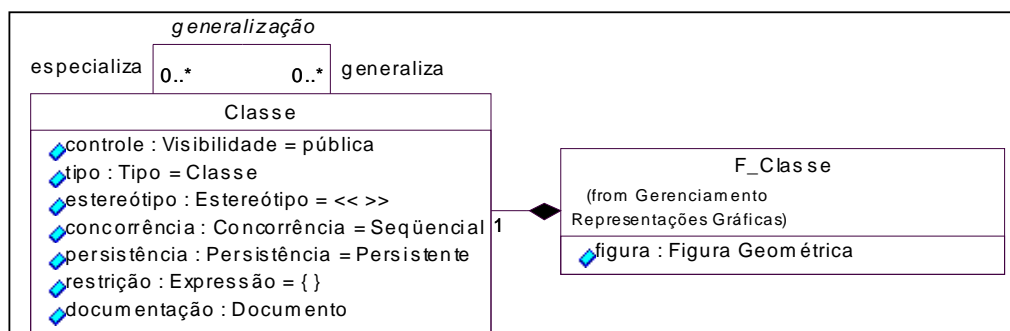 generalização
especializa 0..* 0..* generaliza
Classe
controle : Visibilidade = pública
tipo : Tipo = Classe
estereótipo : Estereótipo = << >>
concorrência : Concorrência = Seqüencial 1
persistência : Persistência = Persistente
restrição : Expressão = { }
documentação : Documento
F_Classe
(from Gerenciamento
Representações Gráficas)
figura : Figura Geométrica